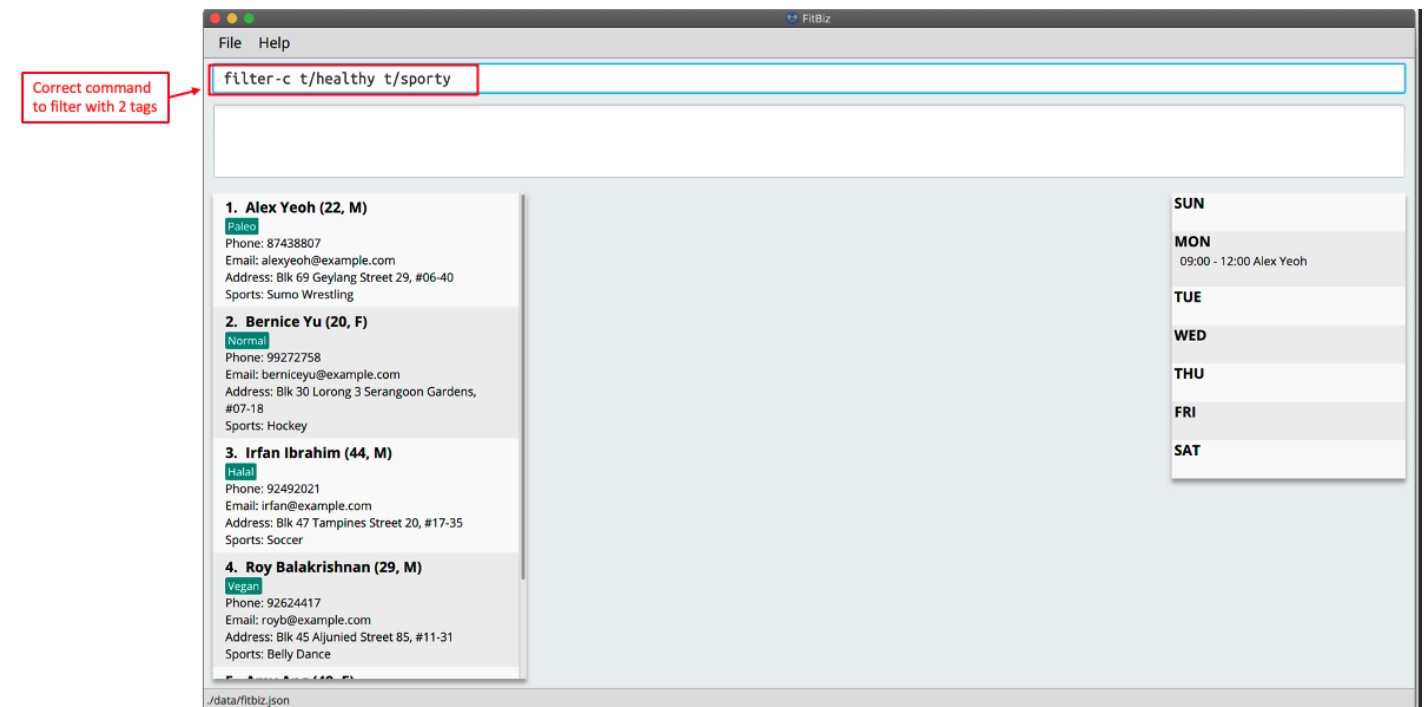 FitBiz
File Help
Correct command
to filter with 2 tags
filter-c t/healthy t/sporty
1. Alex Yeoh (22, M)
Paleo
Phone: 87438807
Email: alexyeoh@example.com
Address: Blk 69 Geylang Street 29, #06-40
Sports: Sumo Wrestling
2. Bernice Yu (20, F)
Normal
Phone: 99272758
Email: berniceyu@example.com
Address: Blk 30 Lorong 3 Serangoon Gardens,
#07-18
Sports: Hockey
3. Irfan Ibrahim (44, M)
Halal
Phone: 92492021
Email: irfan@example.com
Address: Blk 47 Tampines Street 20, #17-35
Sports: Soccer
4. Roy Balakrishnan (29, M)
Vegan
Phone: 92624417
Email: royb@example.com
Address: Blk 45 Aljunied Street 85, #11-31
Sports: Belly Dance
SUN
MON
09:00 - 12:00 Alex Yeoh
TUE
WED
THU
FRI
SAT
./data/fitbiz.json